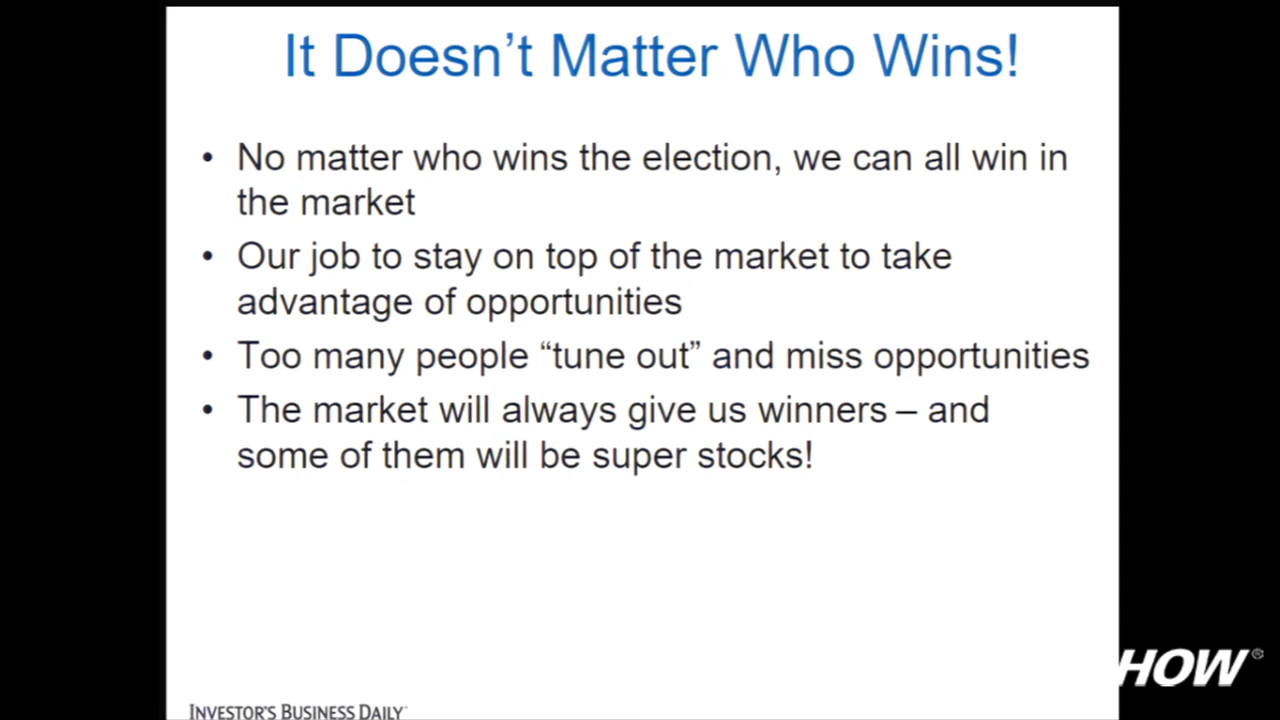 It Doesn’t Matter Who Wins!
• No matter who wins the election, we can all win in
the market
• Our job to stay on top of the market to take
advantage of opportunities
• Too many people “tune out” and miss opportunities
• The market will always give us winners – and
some of them will be super stocks!
HOW®
INVESTOR'S BUSINESS DAILY